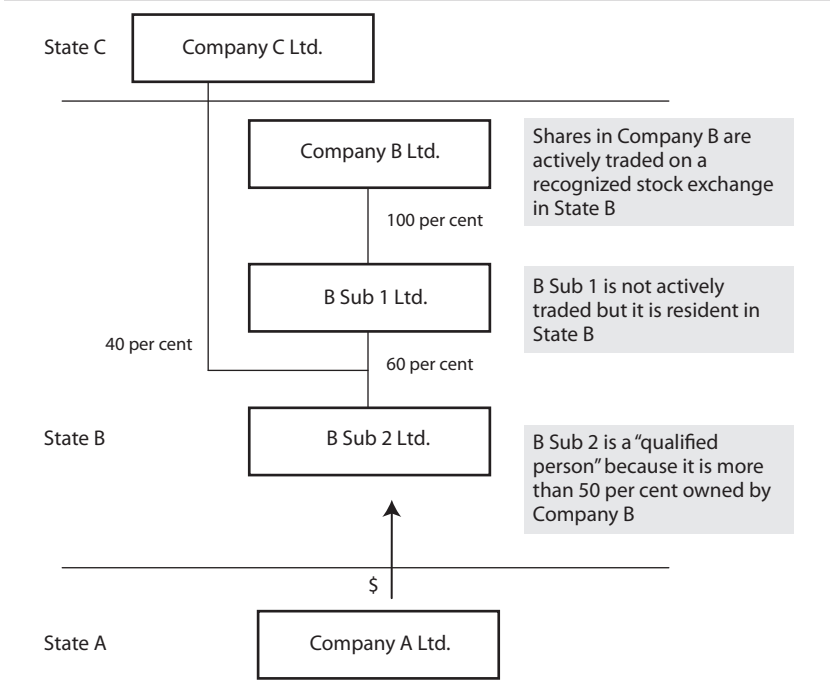 State C
Company C Ltd.
Company B Ltd.
Shares in Company B are
actively traded on a
recognized stock exchange
in State B
100 per cent
B Sub 1 Ltd.
B Sub 1 is not actively
traded but it is resident in
State B
40 per cent
60 per cent
State B
B Sub 2 Ltd.
B Sub 2 is a “qualified
person” because it is more
than 50 per cent owned by
Company B
$
State A
Company A Ltd.